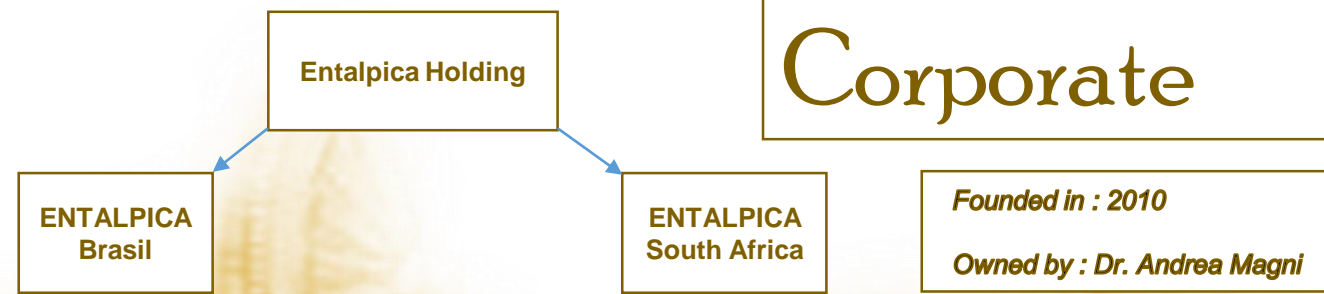 Entalpica Holding
Corporate
ENTALPICA
Brasil
ENTALPICA
South Africa
Founded in : 2010
Owned by : Dr. Andrea Magni